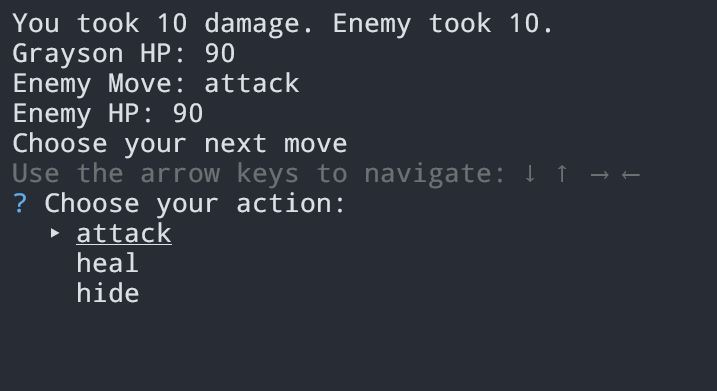 You took 10 damage. Enemy took 10.
Grayson HP: 90
Enemy Move: attack
Enemy HP: 90
Choose your next move
Use the arrow keys to navigate: ↓ ↑ → ←
? Choose your action:
▸ attack
heal
hide